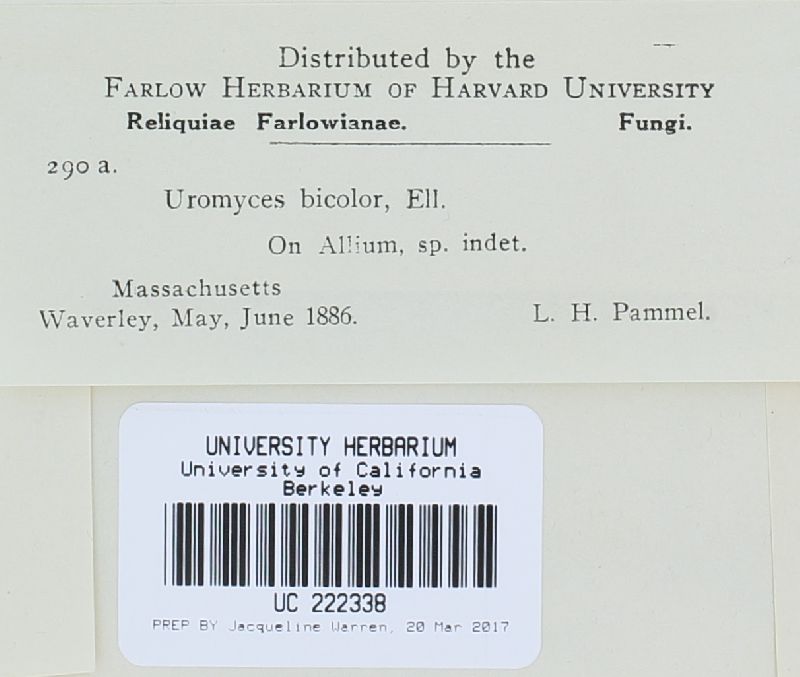 Distributed by the
Farlow Herbarium of Harvard University
Reliquiae Farlowianae. Fungi.
290 a.
Uromyces bicolor, Ell.
On Allium, sp. indet.
Massachusetts
Waverley, May, June 1886. L. H. Pammel.
UNIVERSITY HERBARIUM
University of California
Berkeley
UC 222338
PREP BY Jacqueline Warren, 20 Mar 2017